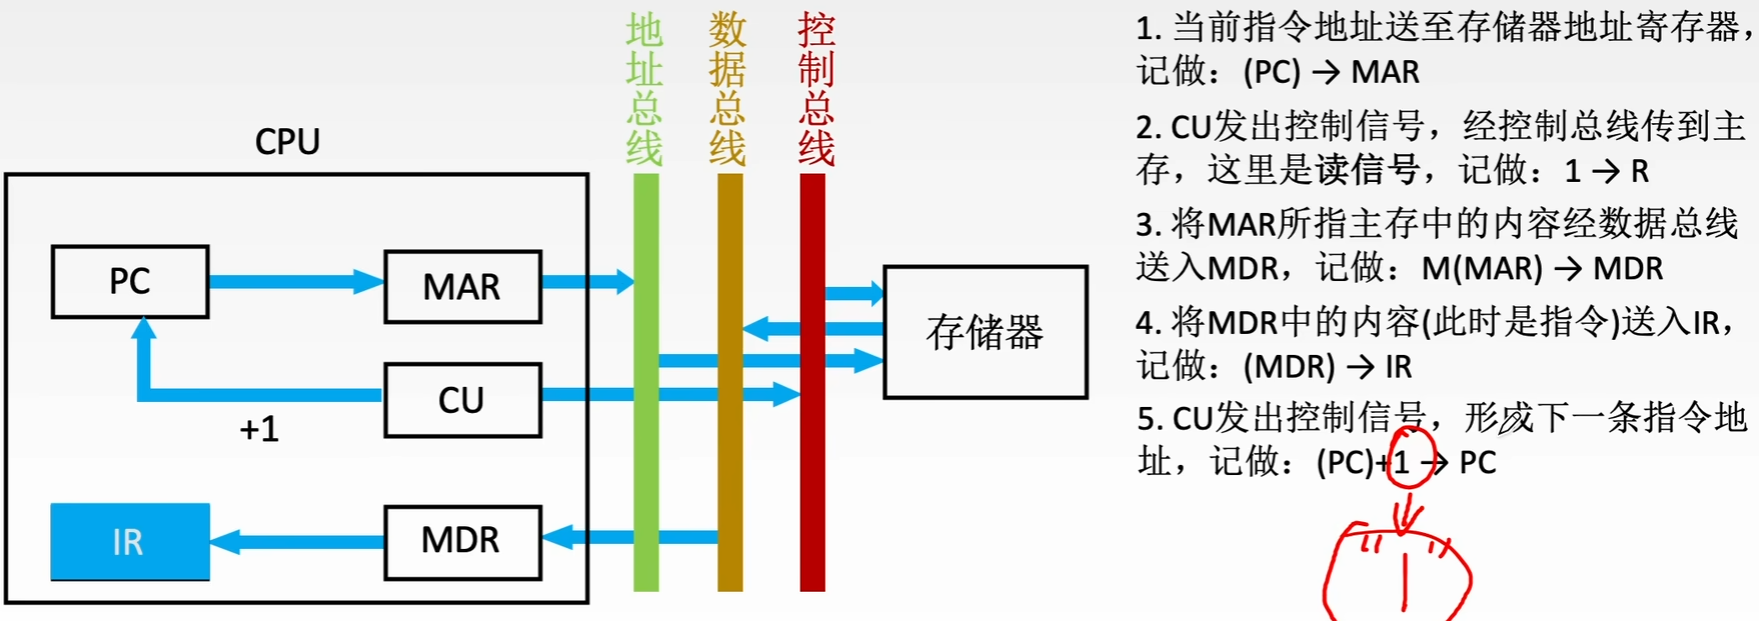 地址总线
数据总线
控制总线
CPU
PC
MAR
CU
+1
IR
MDR
存储器
1. 当前指令地址送至存储器地址寄存器，
记做：(PC) → MAR
2. CU发出控制信号，经控制总线传到主
存，这里是读信号，记做：1 → R
3. 将MAR所指主存中的内容经数据总线
送入MDR，记做：M(MAR) → MDR
4. 将MDR中的内容(此时是指令)送入IR，
记做：(MDR) → IR
5. CU发出控制信号，形成下一条指令地
址，记做：(PC)+1 → PC